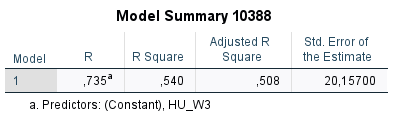 Model Summary 10388
Model R R Square Adjusted R Square Std. Error of the Estimate
1 ,735a ,540 ,508 20,15700
a. Predictors: (Constant), HU_W3